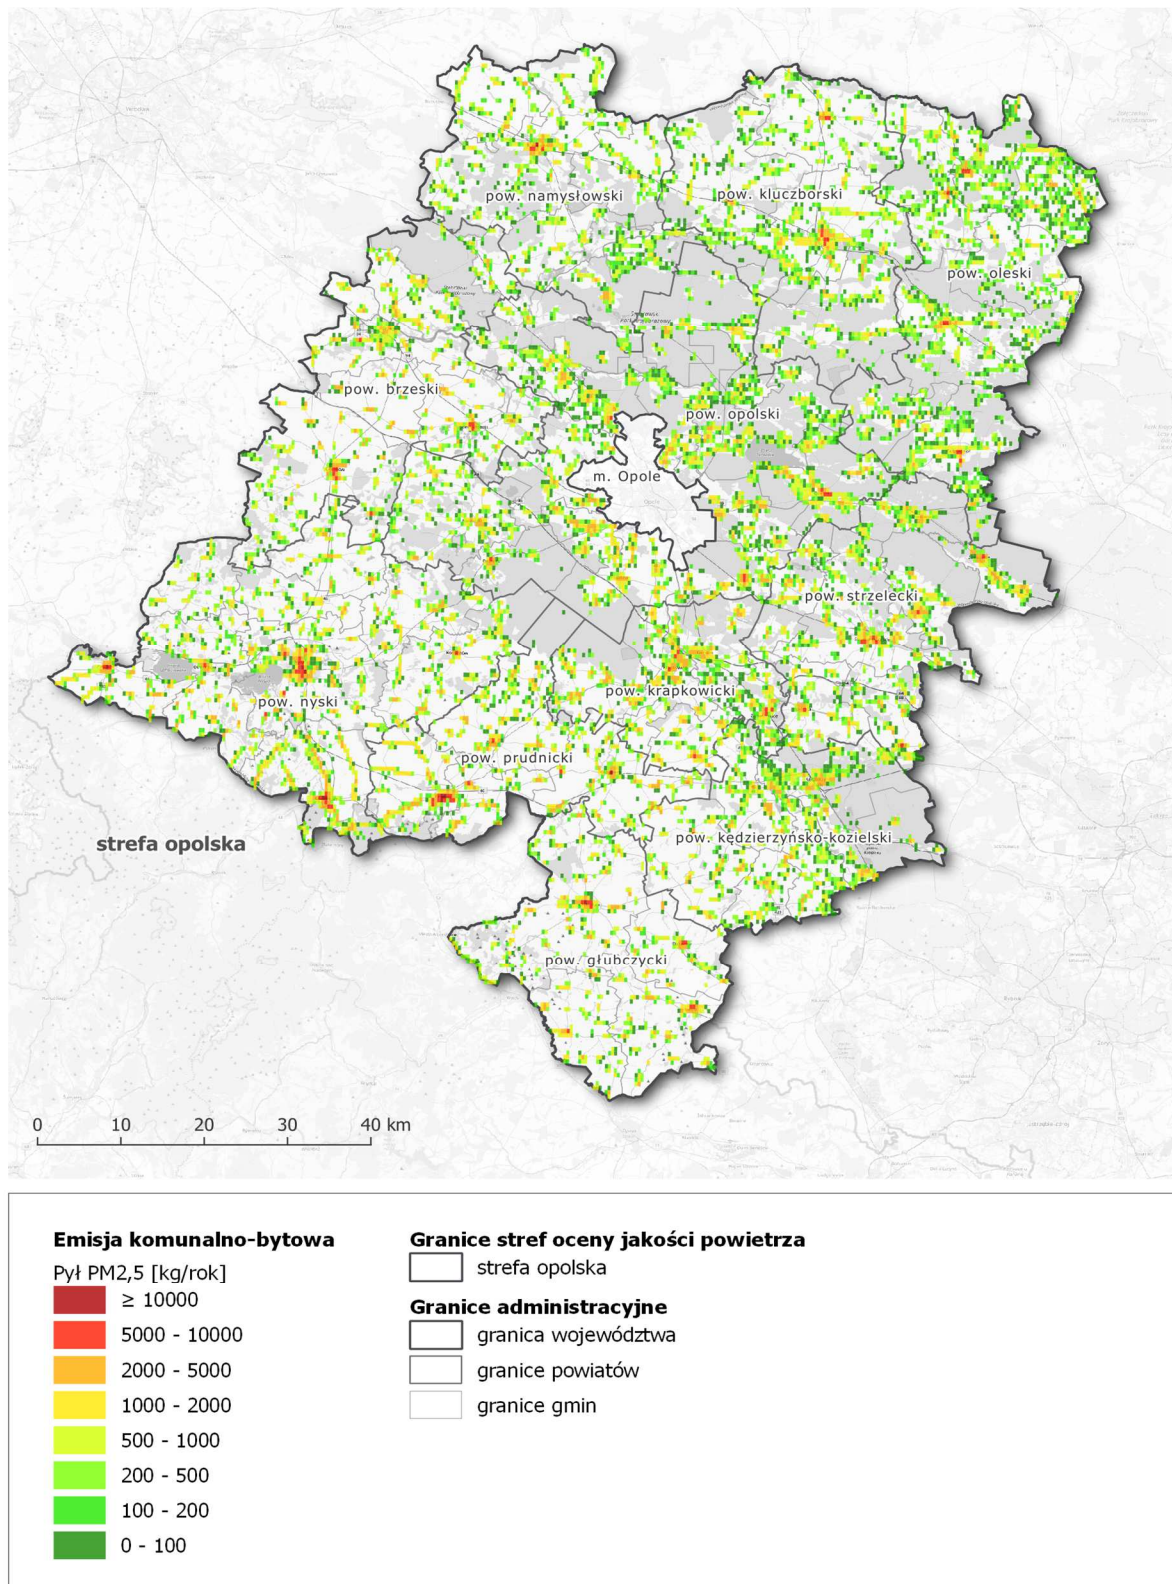 pow. namysłowski
pow. kluczborski
pow. oleski
pow. brzeski
pow. opolski
m. Opole
pow. strzelecki
pow. krapkowicki
pow. nyski
pow. prudnicki
pow. kędzierzyńsko-kozielski
strefa opolska
pow. głubczycki
0 10 20 30 40 km
Emisja komunalno-bytowa
Pył PM2,5 [kg/rok]
≥ 10000
5000 - 10000
2000 - 5000
1000 - 2000
500 - 1000
200 - 500
100 - 200
0 - 100
Granice stref oceny jakości powietrza
strefa opolska
Granice administracyjne
granica województwa
granice powiatów
granice gmin